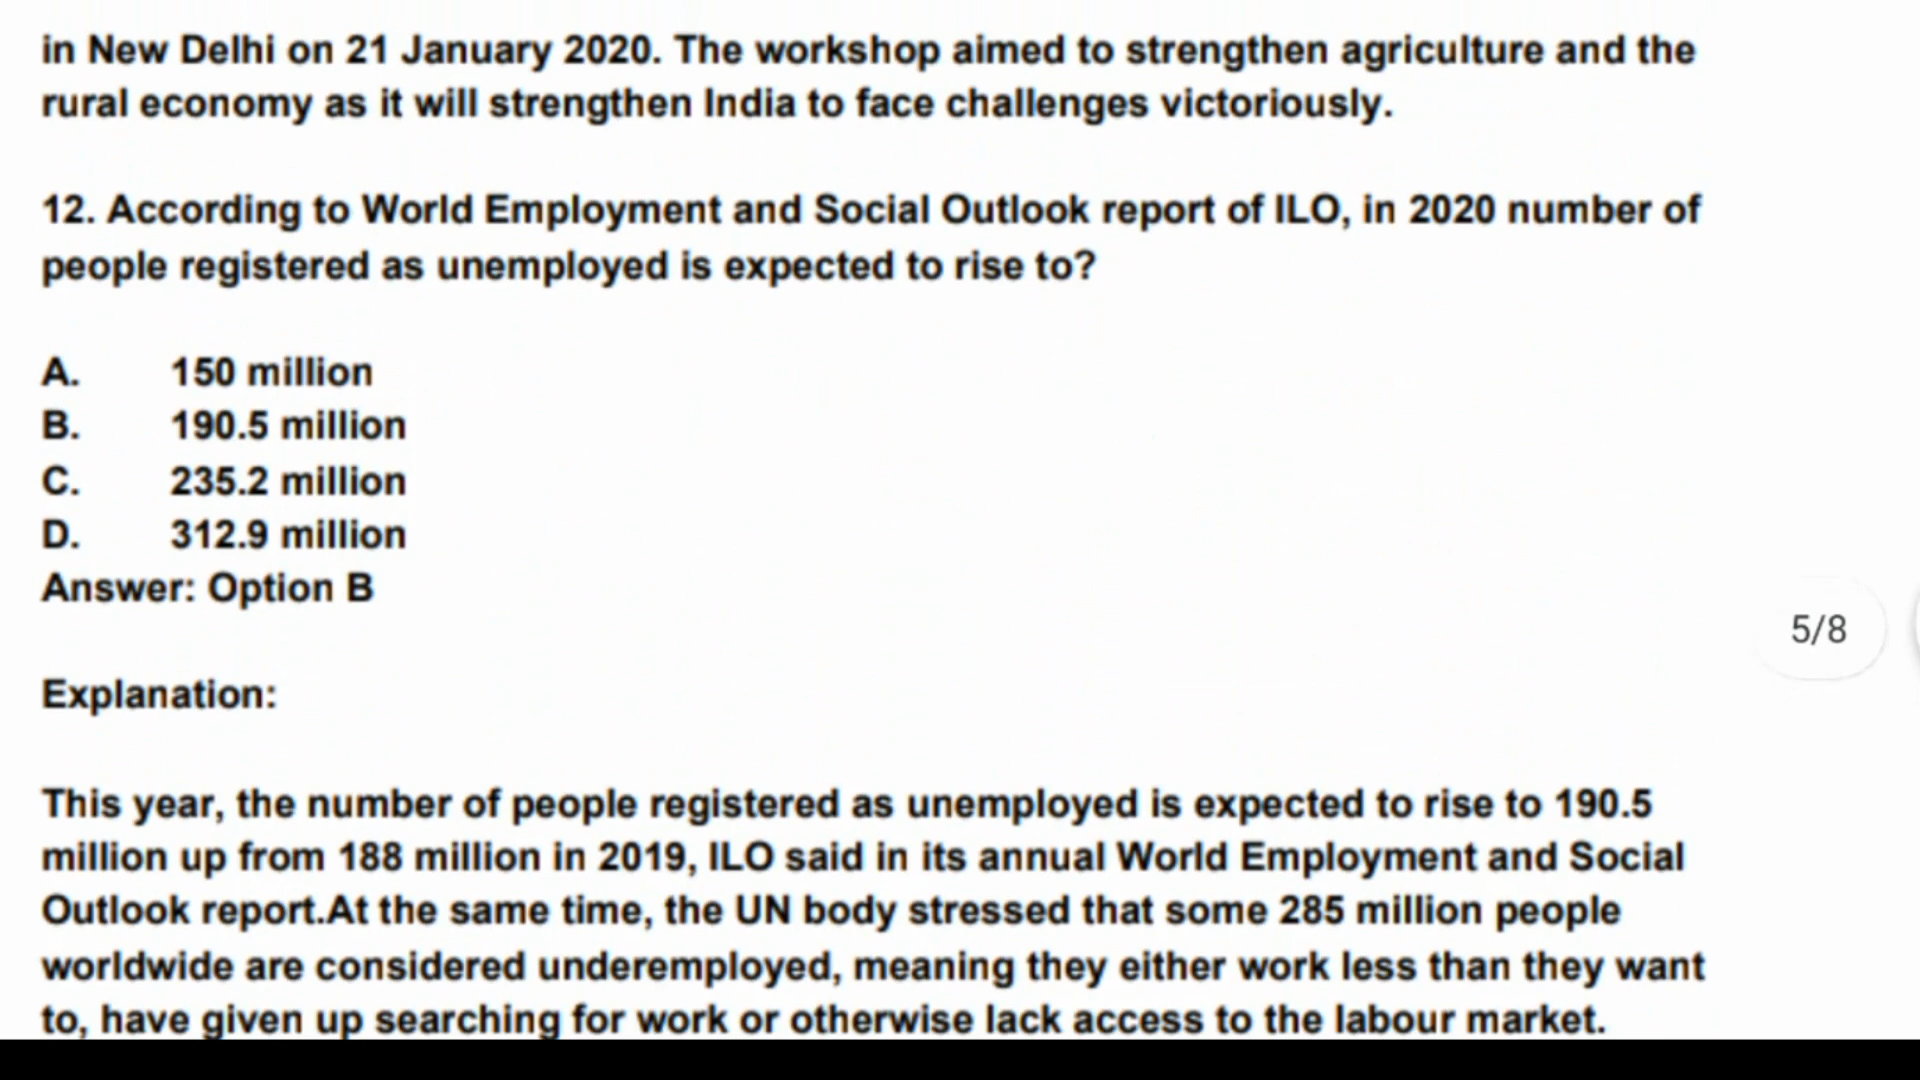 in New Delhi on 21 January 2020. The workshop aimed to strengthen agriculture and the
rural economy as it will strengthen India to face challenges victoriously.
12. According to World Employment and Social Outlook report of ILO, in 2020 number of
people registered as unemployed is expected to rise to?
A. 150 million
B. 190.5 million
C. 235.2 million
D. 312.9 million
Answer: Option B
5/8
Explanation:
This year, the number of people registered as unemployed is expected to rise to 190.5
million up from 188 million in 2019, ILO said in its annual World Employment and Social
Outlook report.At the same time, the UN body stressed that some 285 million people
worldwide are considered underemployed, meaning they either work less than they want
to, have given up searching for work or otherwise lack access to the labour market.